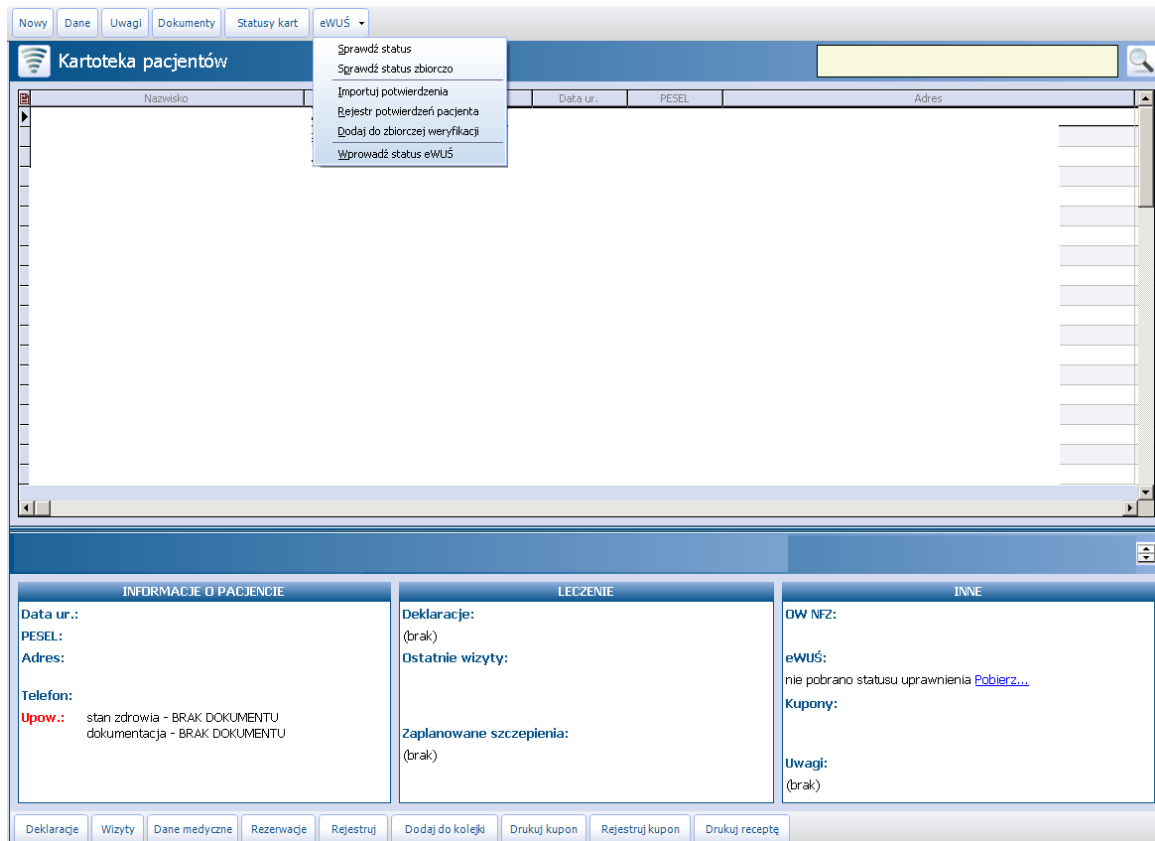 Nowy Dane Uwagi Dokumenty Statusy kart eWUŚ
Kartoteka pacjentów
Sprawdź status
Sprawdź status zbiorczo
Importuj potwierdzenia
Rejestr potwierdzeń pacjenta
Dodaj do zbiorczej weryfikacji
Wprowadź status eWUŚ
Nazwisko Data ur. PESEL Adres
INFORMACJE O PACJENCIE
Data ur.:
PESEL:
Adres:
Telefon:
Upow.: stan zdrowia - BRAK DOKUMENTU
dokumentacja - BRAK DOKUMENTU
LECZENIE
Deklaracje:
(brak)
Ostatnie wizyty:
Zaplanowane szczepienia:
(brak)
INNE
OW NFZ:
eWUŚ:
nie pobrano statusu uprawnienia Pobierz...
Kupony:
Uwagi:
(brak)
Deklaracje Wizyty Dane medyczne Rezerwacje Rejestruj Dodaj do kolejki Drukuj kupon Rejestruj kupon Drukuj receptę